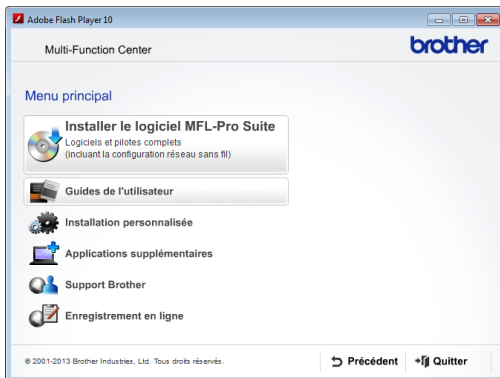 Adobe Flash Player 10
Multi-Function Center
brother
Menu principal
Installer le logiciel MFL-Pro Suite
Logiciels et pilotes complets
(incluant la configuration réseau sans fil)
Guides de l'utilisateur
Installation personnalisée
Applications supplémentaires
Support Brother
Enregistrement en ligne
© 2001-2013 Brother Industries, Ltd. Tous droits réservés.
Précédent
Quitter